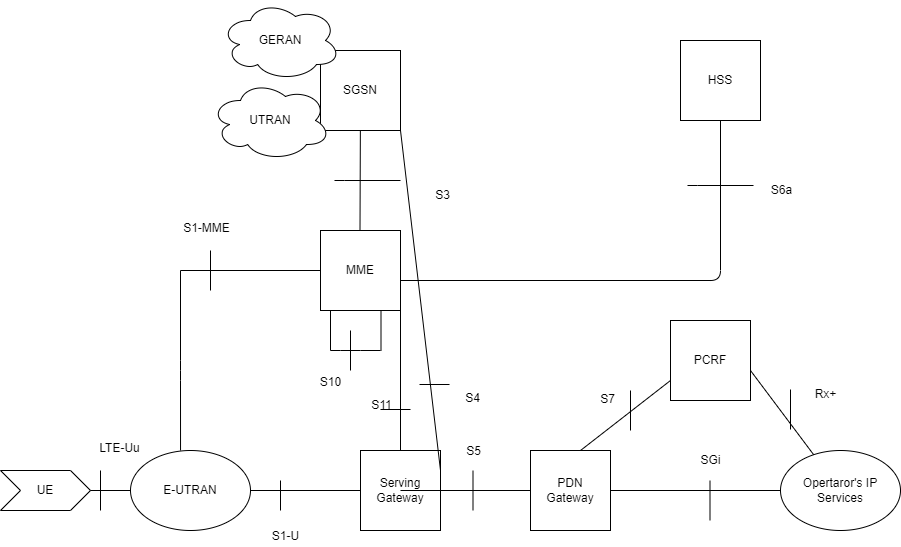 GERAN
SGSN
HSS
UTRAN
S3
S6a
S1-MME
MME
PCRF
S10
S11
S4
S7
Rx+
LTE-Uu
S5
SGi
UE
E-UTRAN
Serving
Gateway
PDN
Gateway
Opertaror's IP
Services
S1-U